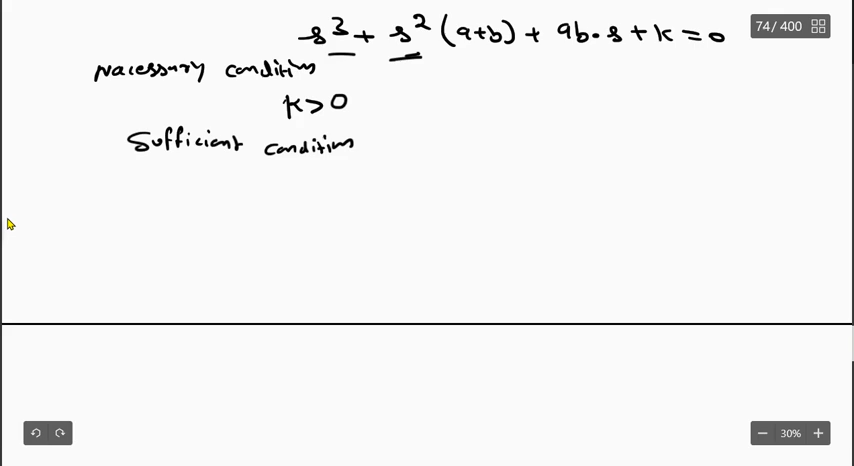 s³ + s² (a+b) + ab. s + k = 0
Necessary condition
k > 0
Sufficient condition
74 / 400
30%